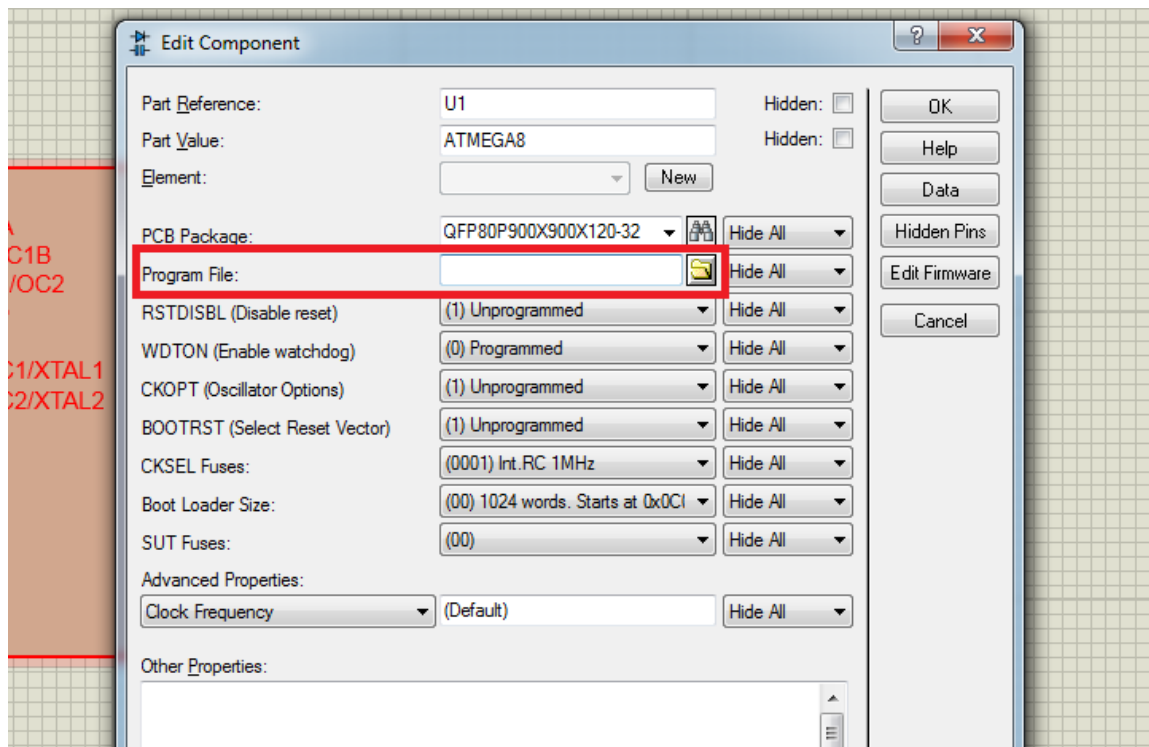 Edit Component
Part Reference: U1 Hidden: OK
Part Value: ATMEGA8 Hidden: Help
Element: New Data
PCB Package: QFP80P900X900X120-32 Hide All Hidden Pins
Program File: Hide All Edit Firmware
RSTDISBL (Disable reset) (1) Unprogrammed Hide All Cancel
WDTON (Enable watchdog) (0) Programmed Hide All
CKOPT (Oscillator Options) (1) Unprogrammed Hide All
BOOTRST (Select Reset Vector) (1) Unprogrammed Hide All
CKSEL Fuses: (0001) Int.RC 1MHz Hide All
Boot Loader Size: (00) 1024 words. Starts at 0x0C( Hide All
SUT Fuses: (00) Hide All
Advanced Properties:
Clock Frequency (Default) Hide All
Other Properties:
C1B
/OC2
C1/XTAL1
C2/XTAL2